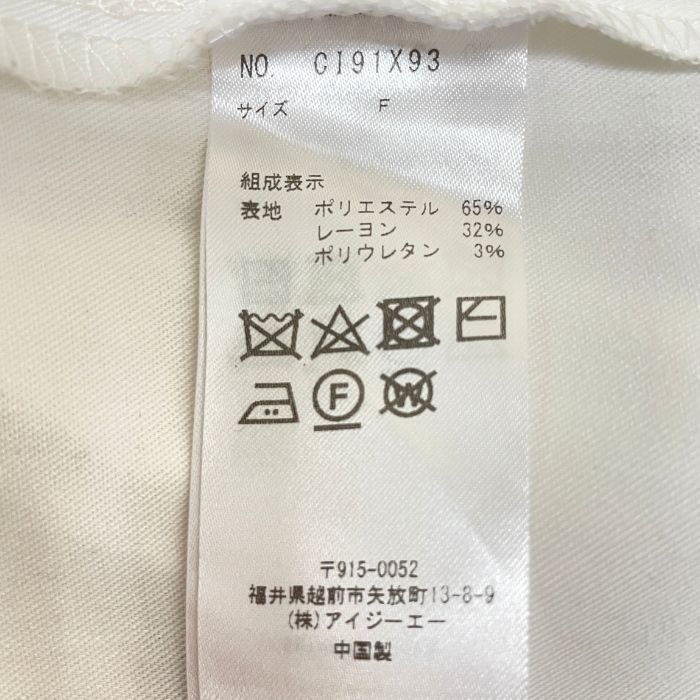 NO. CI91X93
サイズ F
組成表示
表地 ポリエステル 65%
レーヨン 32%
ポリウレタン 3%
F
W
〒915-0052
福井県越前市矢放町13-8-9
(株)アイジーエー
中国製